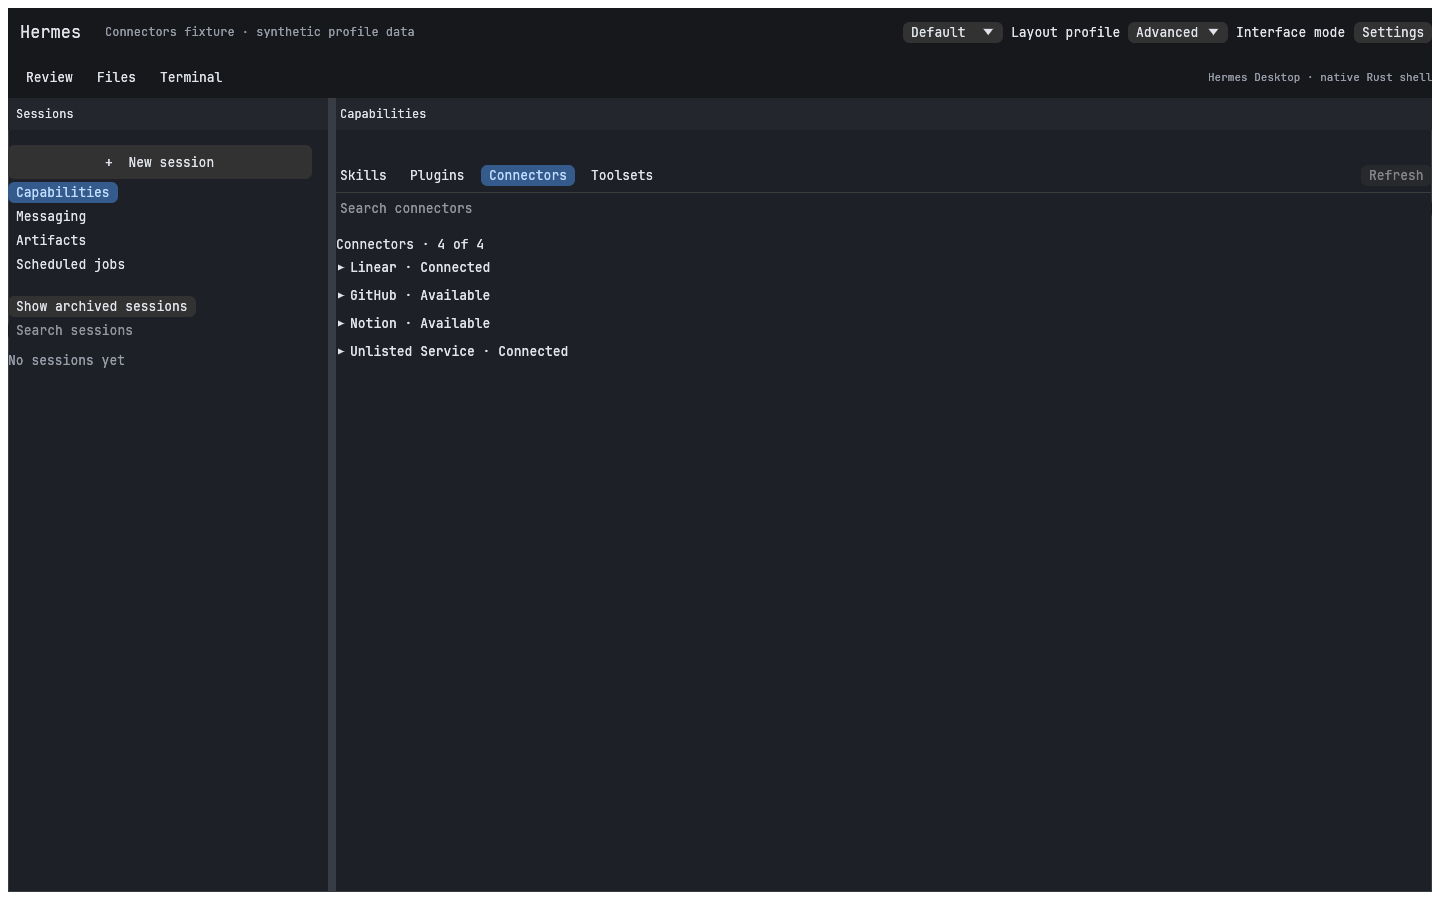 Hermes Connectors fixture · synthetic profile data Default Layout profile Advanced Interface mode Settings
Review Files Terminal Hermes Desktop · native Rust shell
Sessions
+ New session
Capabilities
Messaging
Artifacts
Scheduled jobs
Show archived sessions
Search sessions
No sessions yet
Capabilities
Skills Plugins Connectors Toolsets Refresh
Search connectors
Connectors · 4 of 4
Linear · Connected
GitHub · Available
Notion · Available
Unlisted Service · Connected